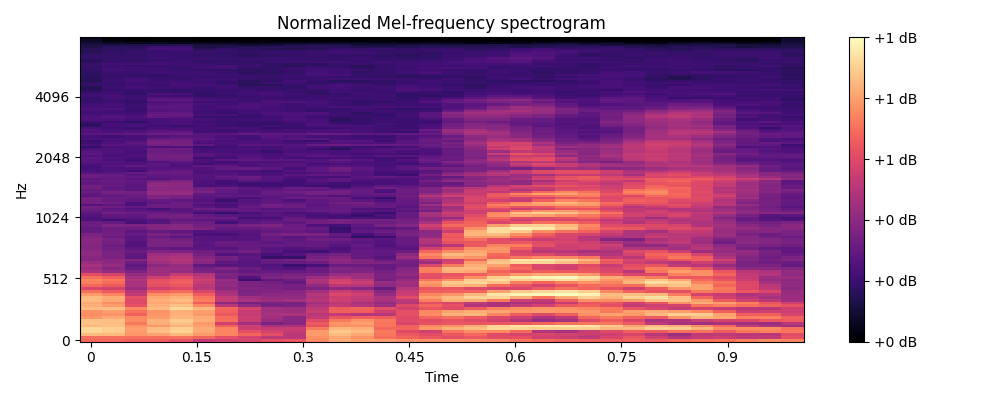 Normalized Mel-frequency spectrogram
Hz
4096
2048
1024
512
0
0 0.15 0.3 0.45 0.6 0.75 0.9
Time
+1 dB
+1 dB
+1 dB
+0 dB
+0 dB
+0 dB